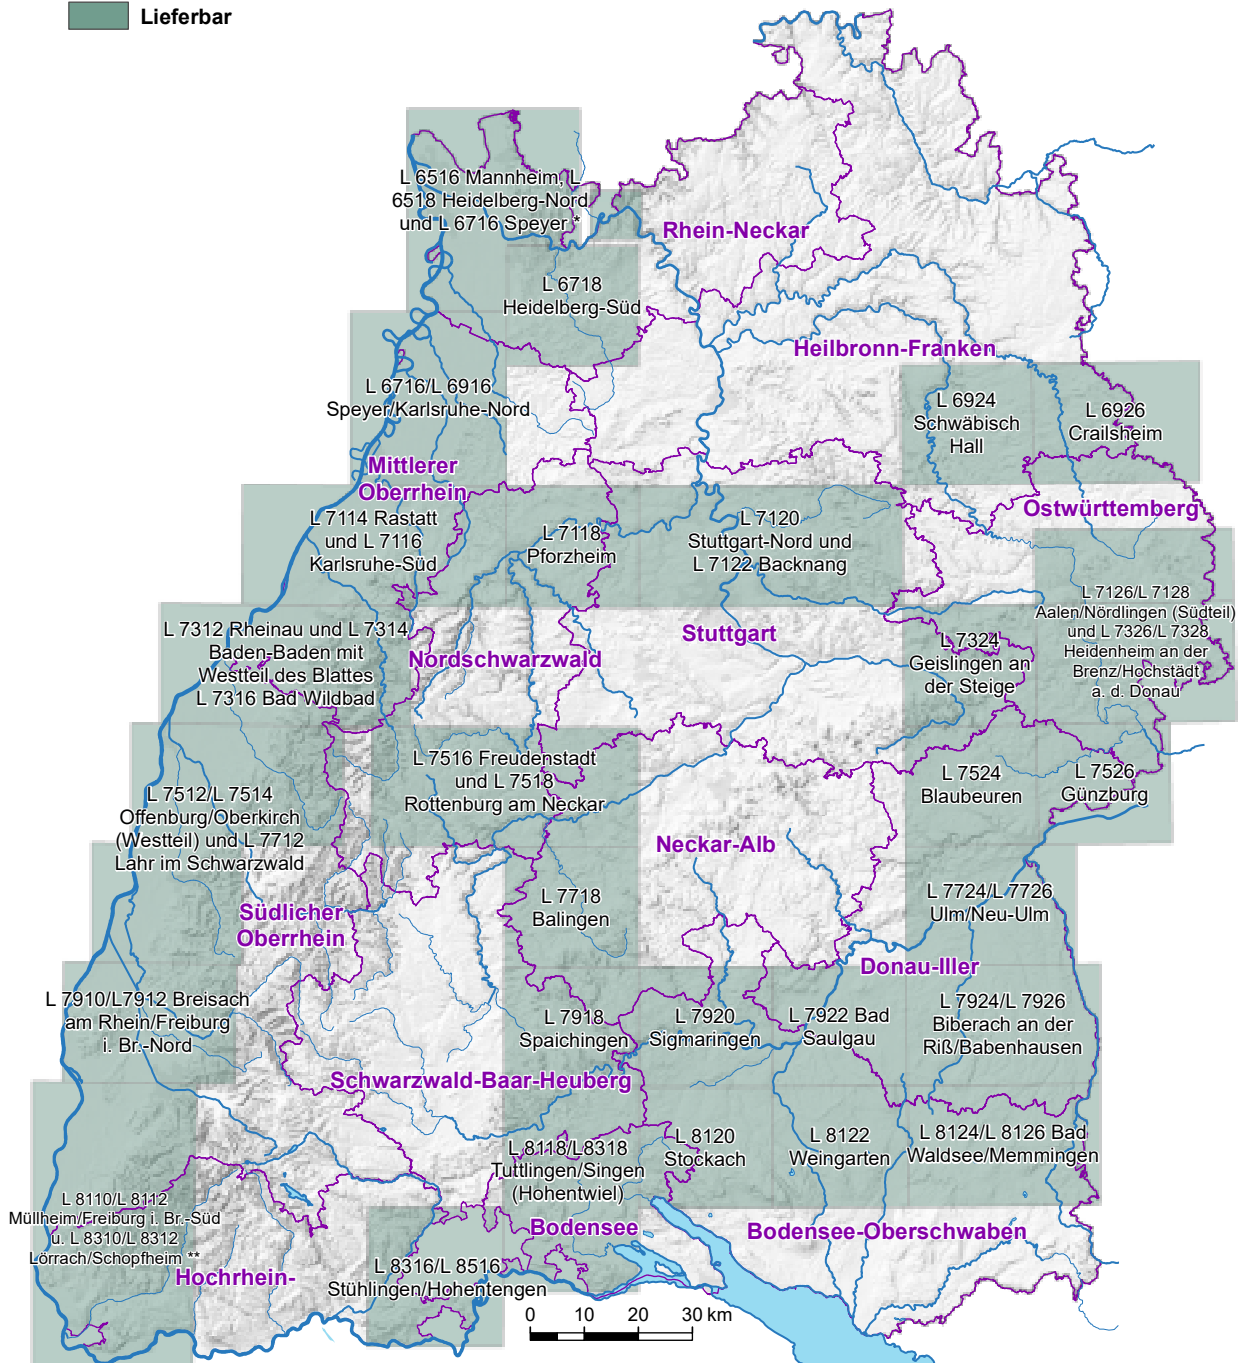 Lieferbar
L 6516 Mannheim, L
6518 Heidelberg-Nord
und L 6716 Speyer *
Rhein-Neckar
L 6718
Heidelberg-Süd
Heilbronn-Franken
L 6716/L 6916
Speyer/Karlsruhe-Nord
L 6924
Schwäbisch
Hall
L 6926
Crailsheim
Mittlerer
Oberrhein
Ostwürttemberg
L 7114 Rastatt
und L 7116
Karlsruhe-Süd
L 7118
Pforzheim
L 7120
Stuttgart-Nord und
L 7122 Backnang
L 7126/L 7128
Aalen/Nördlingen (Südteil)
und L 7326/L 7328
Heidenheim an der
Brenz/Hochstädt
a. d. Donau
L 7312 Rheinau und L 7314
Baden-Baden mit
Westteil des Blattes
L 7316 Bad Wildbad
Nordschwarzwald
Stuttgart
L 7324
Geislingen an
der Steige
L 7516 Freudenstadt
und L 7518
Rottenburg am Neckar
L 7524
Blaubeuren
L 7526
Günzburg
L 7512/L 7514
Offenburg/Oberkirch
(Westteil) und L 7712
Lahr im Schwarzwald
Neckar-Alb
L 7718
Balingen
L 7724/L 7726
Ulm/Neu-Ulm
Südlicher
Oberrhein
Donau-Iller
L 7910/L7912 Breisach
am Rhein/Freiburg
i. Br.-Nord
L 7918
Spaichingen
L 7920
Sigmaringen
L 7922 Bad
Saulgau
L 7924/L 7926
Biberach an der
Riß/Babenhausen
Schwarzwald-Baar-Heuberg
L 8118/L8318
Tuttlingen/Singen
(Hohentwiel)
L 8120
Stockach
L 8122
Weingarten
L 8124/L 8126 Bad
Waldsee/Memmingen
L 8110/L 8112
Müllheim/Freiburg i. Br.-Süd
u. L 8310/L 8312
Lörrach/Schopfheim **
Bodensee
Bodensee-Oberschwaben
Hochrhein-
L 8316/L 8516
Stühlingen/Hohentengen
0 10 20 30 km